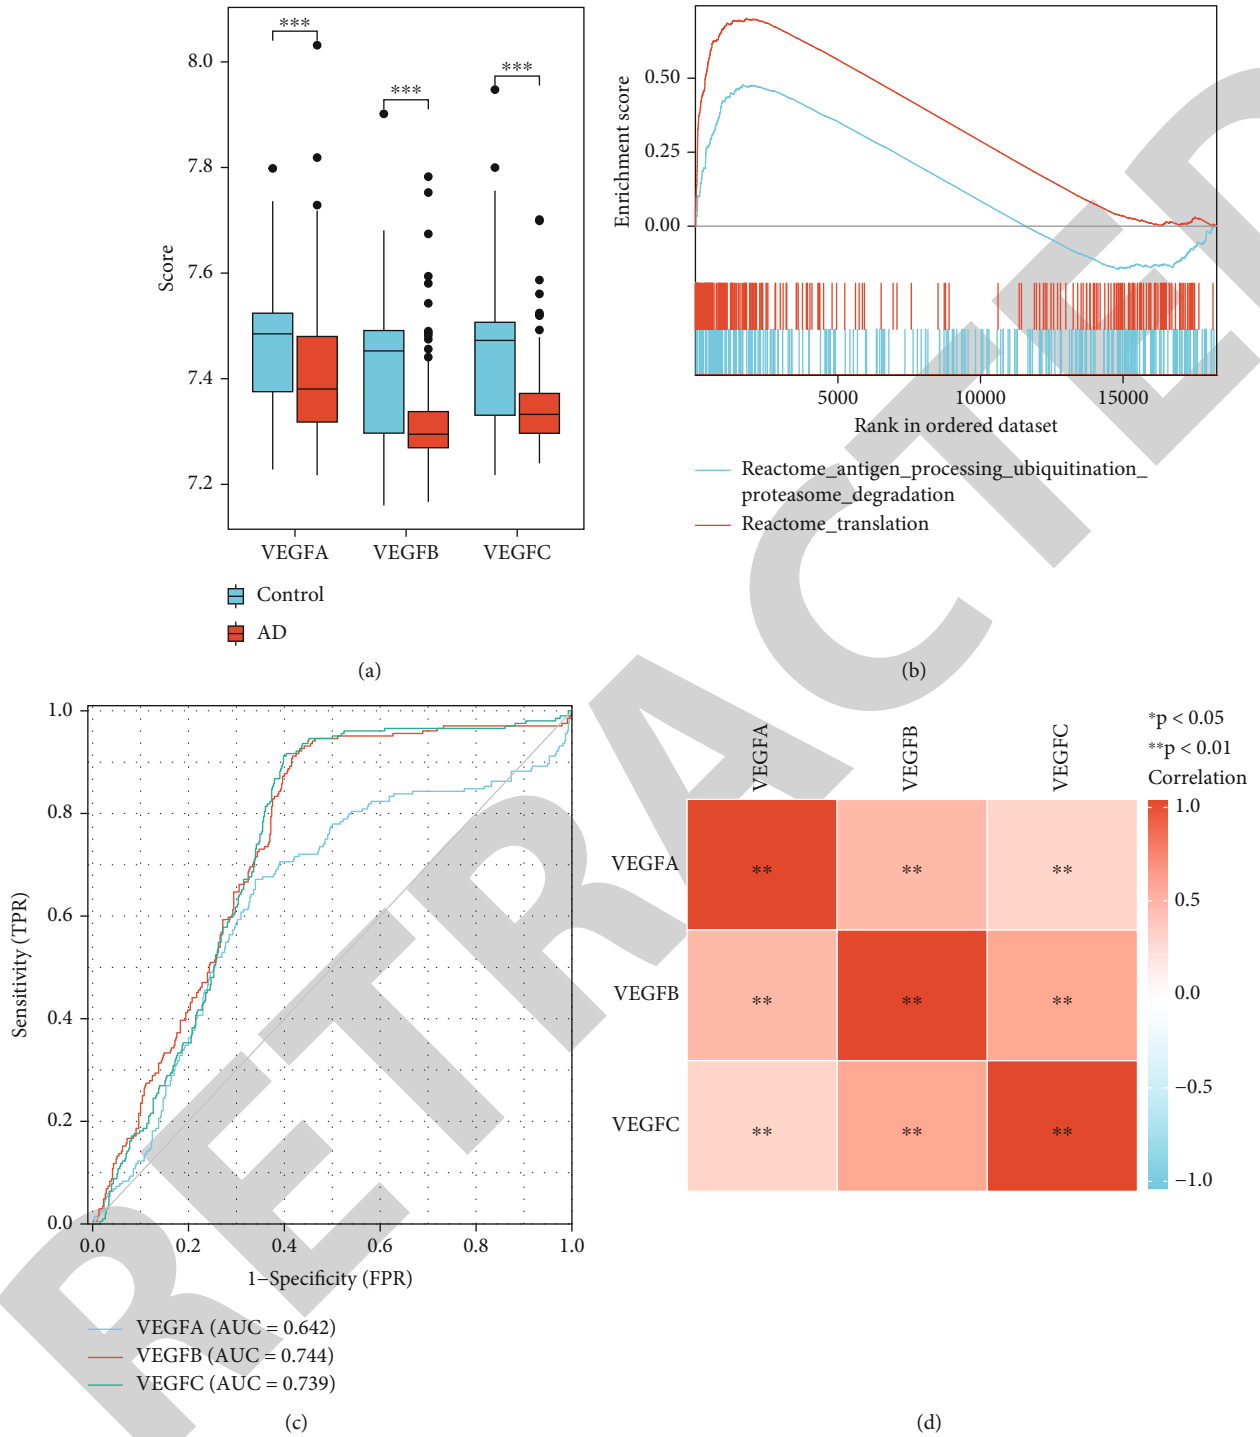 8.0
7.8
7.6
7.4
7.2
Score
***
***
***
VEGFA VEGFB VEGFC
Control
AD
(a)
0.50
0.25
0.00
Enrichment score
5000 10000 15000
Rank in ordered dataset
Reactome_antigen_processing_ubiquitination_
proteasome_degradation
Reactome_translation
(b)
1.0
0.8
0.6
0.4
0.2
0.0
Sensitivity (TPR)
0.0 0.2 0.4 0.6 0.8 1.0
1−Specificity (FPR)
VEGFA (AUC = 0.642)
VEGFB (AUC = 0.744)
VEGFC (AUC = 0.739)
(c)
VEGFA VEGFB VEGFC
*p < 0.05
**p < 0.01
Correlation
VEGFA ** ** **
VEGFB ** ** **
VEGFC ** ** **
1.0
0.5
0.0
−0.5
−1.0
(d)
RETRACTED